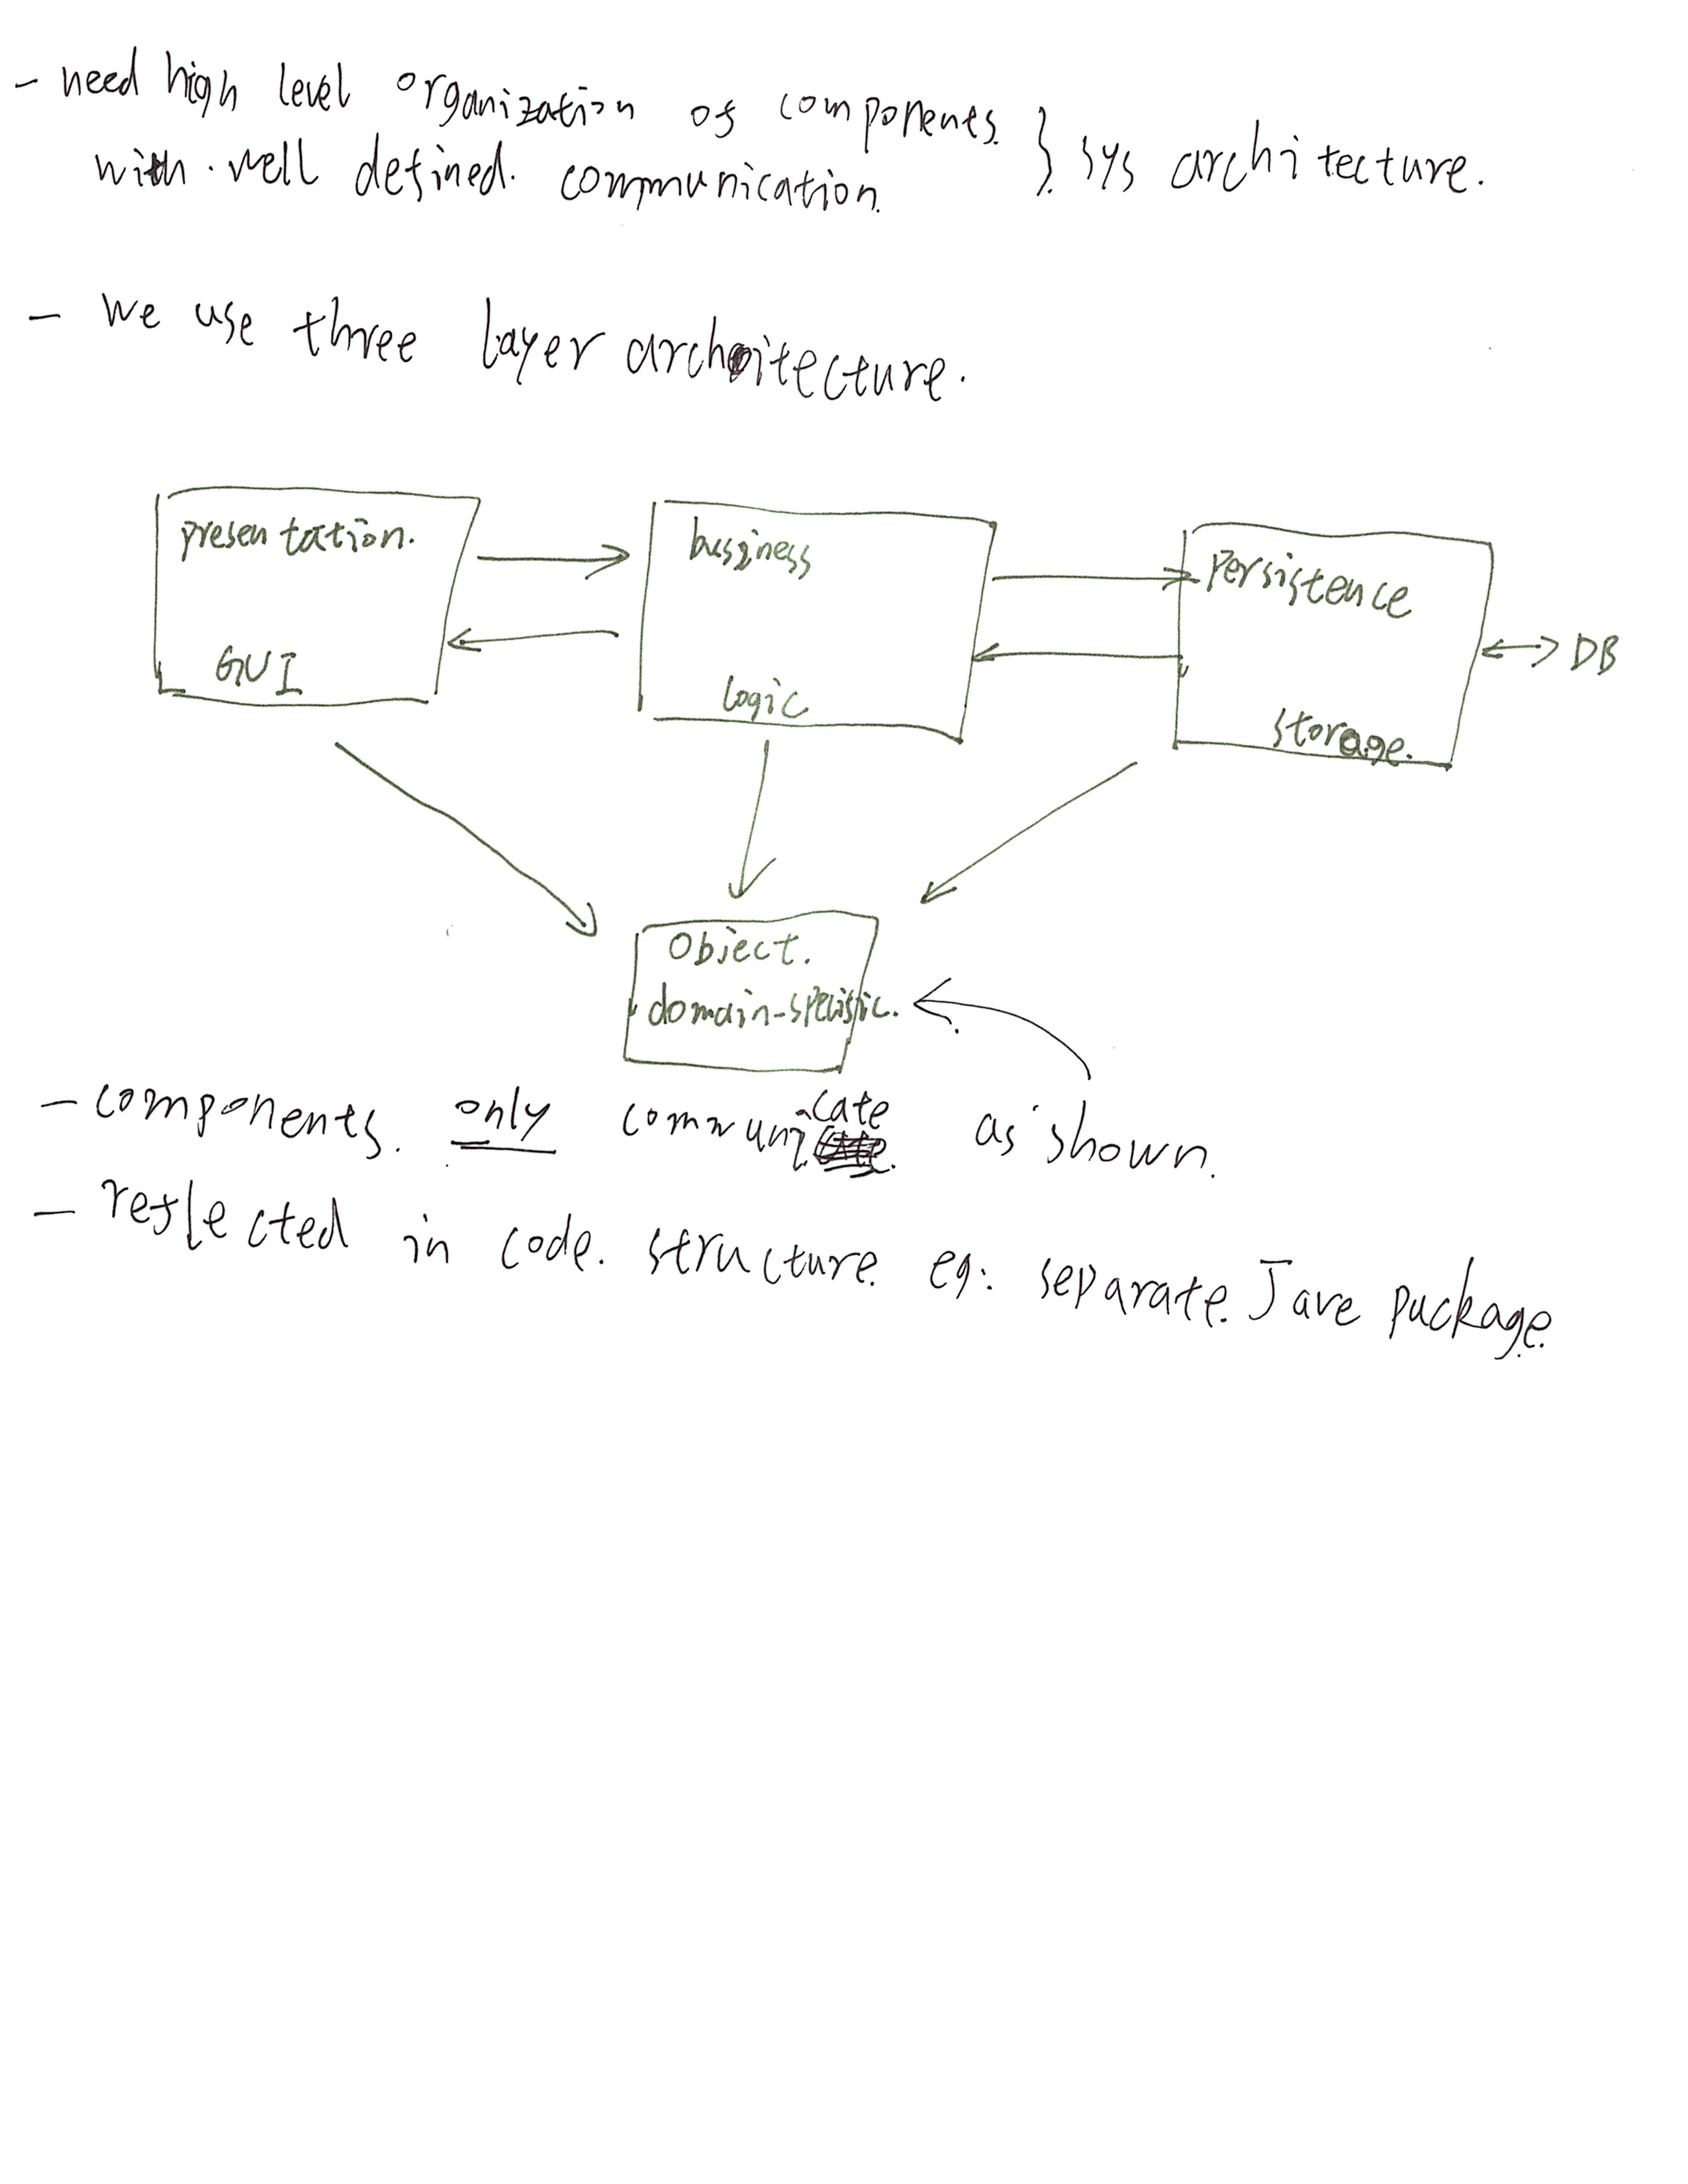 - need high level organization of components. } sys architecture.
with well defined. communication.
- we use three layer architecture.
presentation.
GUI
bussiness
logic
Persistence
storage.
DB
Object.
domain-specisic.
- components. only communicate as shown.
- reflected in code. structure. eg: separate. Jave puckage.